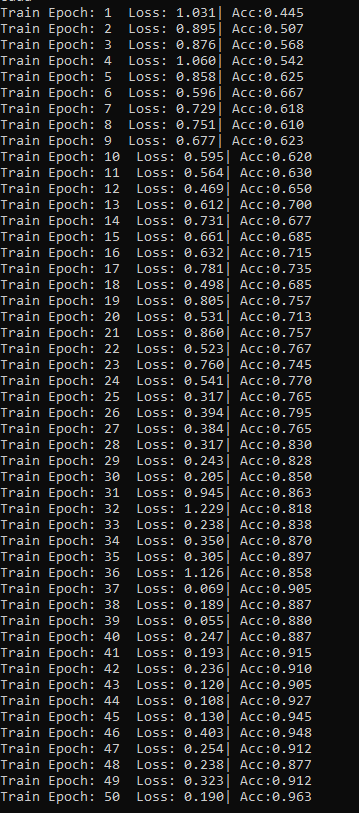 Train Epoch: 1  Loss: 1.031| Acc:0.445
Train Epoch: 2  Loss: 0.895| Acc:0.507
Train Epoch: 3  Loss: 0.876| Acc:0.568
Train Epoch: 4  Loss: 1.060| Acc:0.542
Train Epoch: 5  Loss: 0.858| Acc:0.625
Train Epoch: 6  Loss: 0.596| Acc:0.667
Train Epoch: 7  Loss: 0.729| Acc:0.618
Train Epoch: 8  Loss: 0.751| Acc:0.610
Train Epoch: 9  Loss: 0.677| Acc:0.623
Train Epoch: 10  Loss: 0.595| Acc:0.620
Train Epoch: 11  Loss: 0.564| Acc:0.630
Train Epoch: 12  Loss: 0.469| Acc:0.650
Train Epoch: 13  Loss: 0.612| Acc:0.700
Train Epoch: 14  Loss: 0.731| Acc:0.677
Train Epoch: 15  Loss: 0.661| Acc:0.685
Train Epoch: 16  Loss: 0.632| Acc:0.715
Train Epoch: 17  Loss: 0.781| Acc:0.735
Train Epoch: 18  Loss: 0.498| Acc:0.685
Train Epoch: 19  Loss: 0.805| Acc:0.757
Train Epoch: 20  Loss: 0.531| Acc:0.713
Train Epoch: 21  Loss: 0.860| Acc:0.757
Train Epoch: 22  Loss: 0.523| Acc:0.767
Train Epoch: 23  Loss: 0.760| Acc:0.745
Train Epoch: 24  Loss: 0.541| Acc:0.770
Train Epoch: 25  Loss: 0.317| Acc:0.765
Train Epoch: 26  Loss: 0.394| Acc:0.795
Train Epoch: 27  Loss: 0.384| Acc:0.765
Train Epoch: 28  Loss: 0.317| Acc:0.830
Train Epoch: 29  Loss: 0.243| Acc:0.828
Train Epoch: 30  Loss: 0.205| Acc:0.850
Train Epoch: 31  Loss: 0.945| Acc:0.863
Train Epoch: 32  Loss: 1.229| Acc:0.818
Train Epoch: 33  Loss: 0.238| Acc:0.838
Train Epoch: 34  Loss: 0.350| Acc:0.870
Train Epoch: 35  Loss: 0.305| Acc:0.897
Train Epoch: 36  Loss: 1.126| Acc:0.858
Train Epoch: 37  Loss: 0.069| Acc:0.905
Train Epoch: 38  Loss: 0.189| Acc:0.887
Train Epoch: 39  Loss: 0.055| Acc:0.880
Train Epoch: 40  Loss: 0.247| Acc:0.887
Train Epoch: 41  Loss: 0.193| Acc:0.915
Train Epoch: 42  Loss: 0.236| Acc:0.910
Train Epoch: 43  Loss: 0.120| Acc:0.905
Train Epoch: 44  Loss: 0.108| Acc:0.927
Train Epoch: 45  Loss: 0.130| Acc:0.945
Train Epoch: 46  Loss: 0.403| Acc:0.948
Train Epoch: 47  Loss: 0.254| Acc:0.912
Train Epoch: 48  Loss: 0.238| Acc:0.877
Train Epoch: 49  Loss: 0.323| Acc:0.912
Train Epoch: 50  Loss: 0.190| Acc:0.963